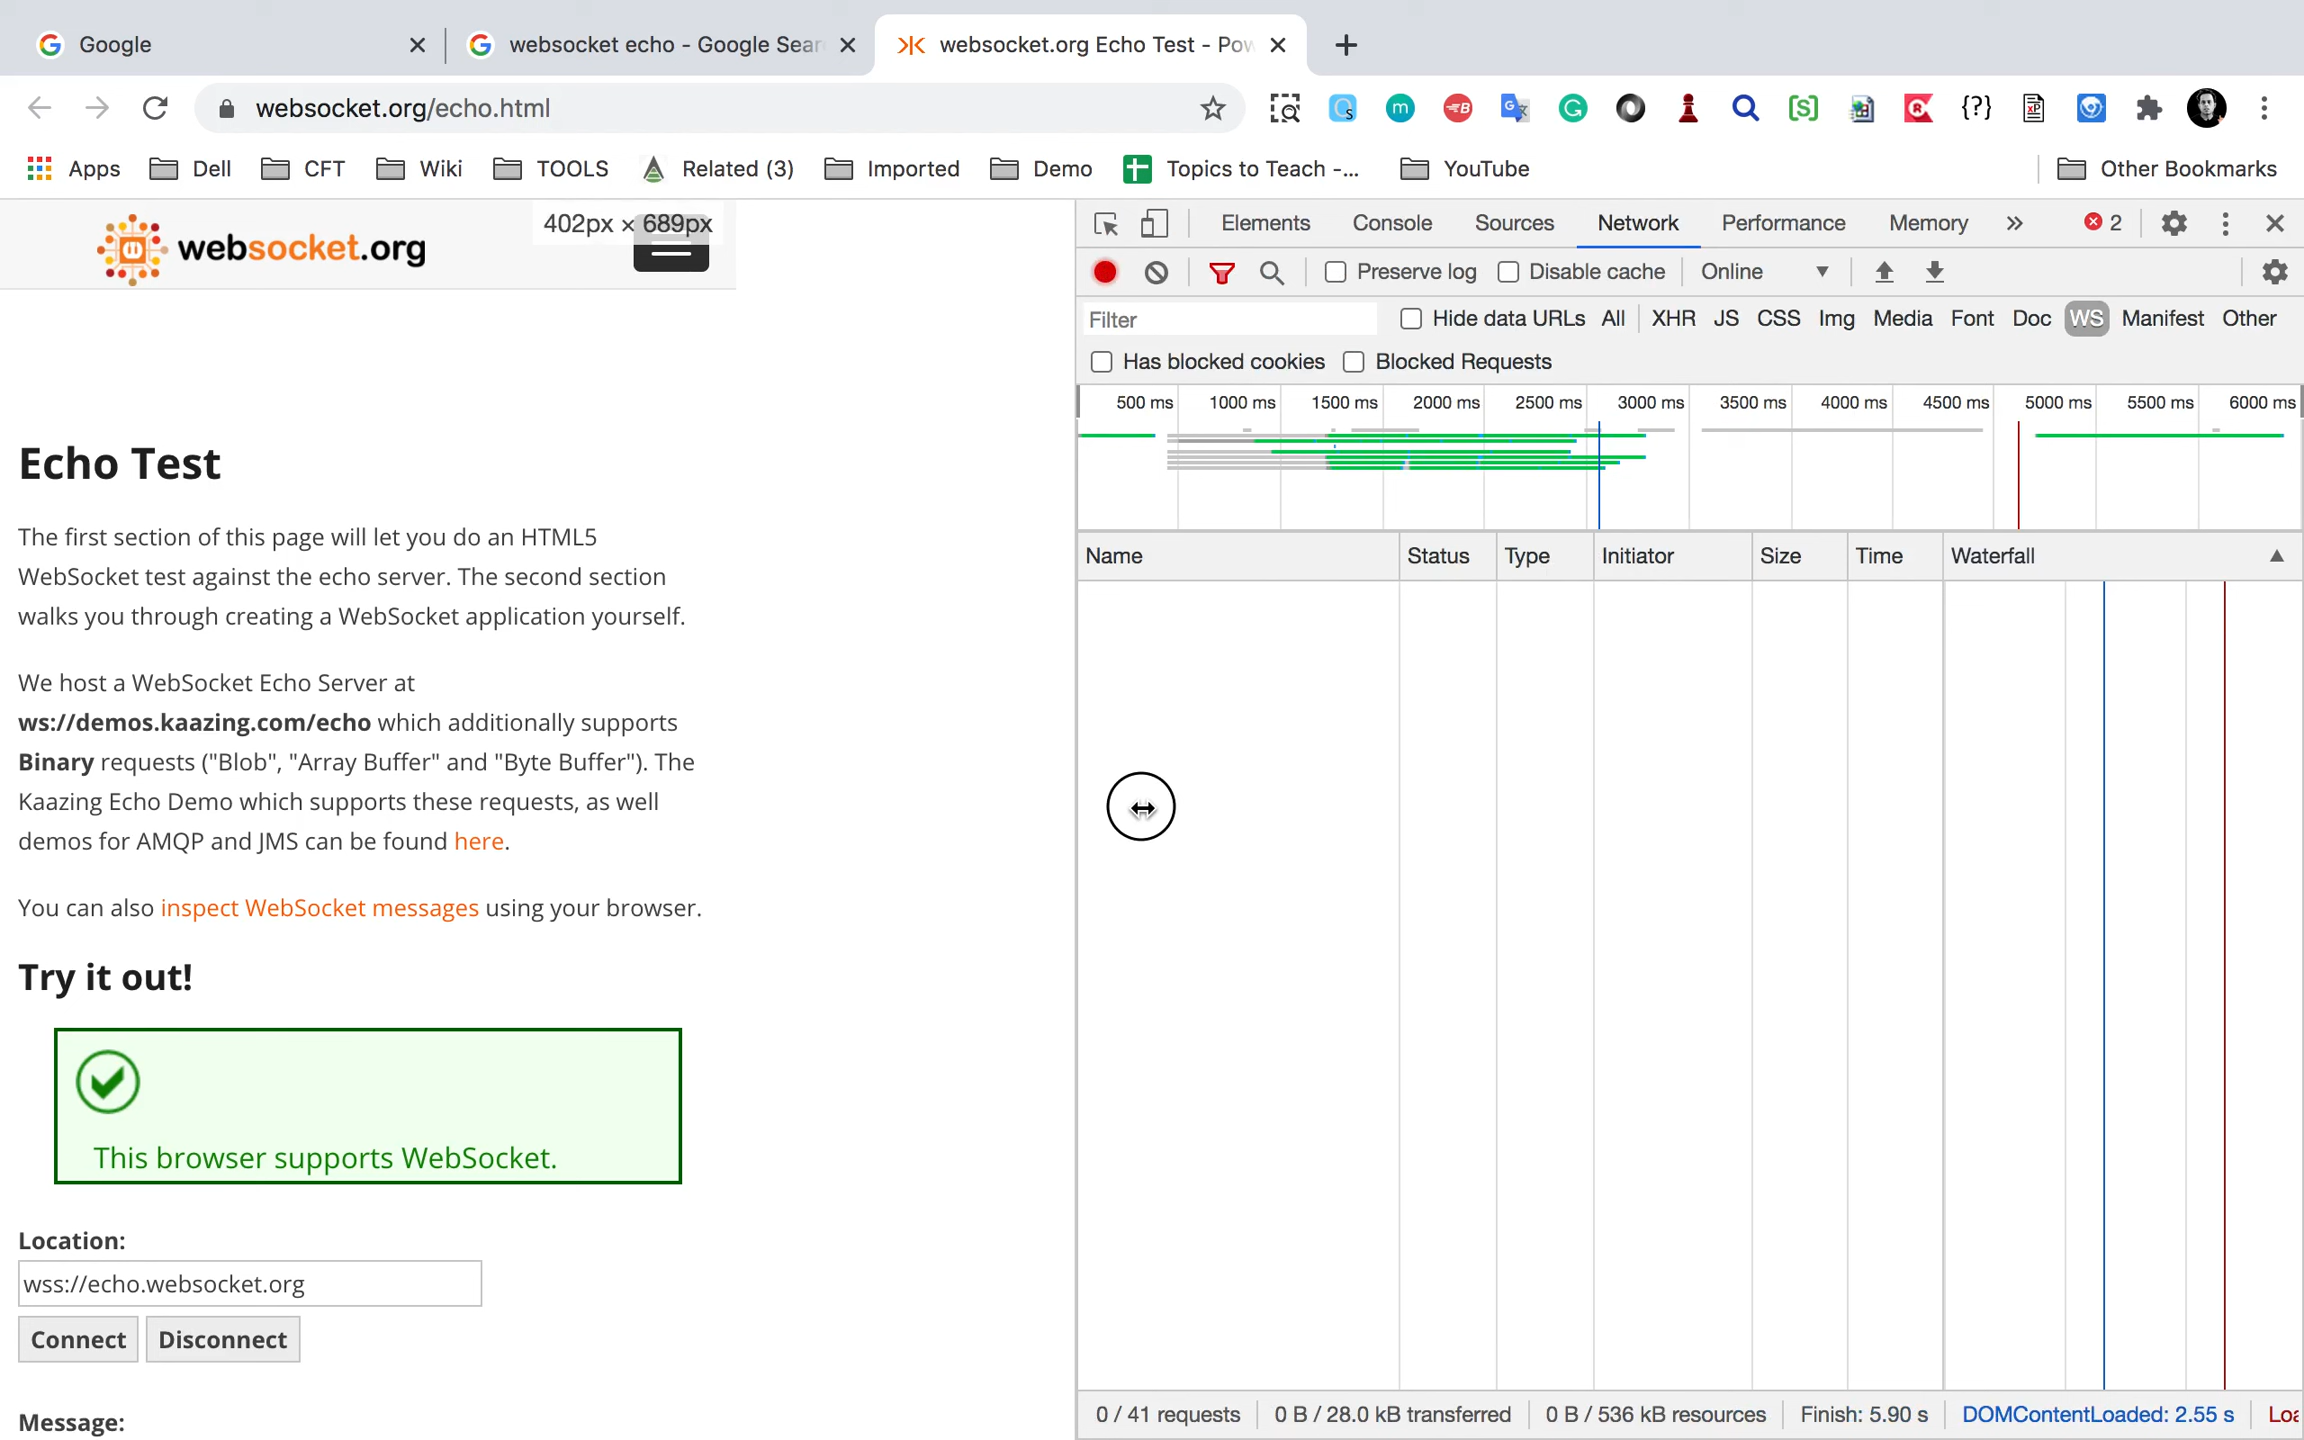 Google
websocket echo - Google Sear
websocket.org Echo Test - Pow
websocket.org/echo.html
Apps
Dell
CFT
Wiki
TOOLS
Related (3)
Imported
Demo
Topics to Teach -...
YouTube
Other Bookmarks
websocket.org
402px × 689px
Echo Test
The first section of this page will let you do an HTML5
WebSocket test against the echo server. The second section
walks you through creating a WebSocket application yourself.
We host a WebSocket Echo Server at
ws://demos.kaazing.com/echo which additionally supports
Binary requests ("Blob", "Array Buffer" and "Byte Buffer"). The
Kaazing Echo Demo which supports these requests, as well
demos for AMQP and JMS can be found here.
You can also inspect WebSocket messages using your browser.
Try it out!
This browser supports WebSocket.
Location:
wss://echo.websocket.org
Connect Disconnect
Message:
Elements Console Sources Network Performance Memory » 2
Preserve log Disable cache Online
Filter Hide data URLs All XHR JS CSS Img Media Font Doc WS Manifest Other
Has blocked cookies Blocked Requests
500 ms 1000 ms 1500 ms 2000 ms 2500 ms 3000 ms 3500 ms 4000 ms 4500 ms 5000 ms 5500 ms 6000 ms
Name Status Type Initiator Size Time Waterfall
0 / 41 requests 0 B / 28.0 kB transferred 0 B / 536 kB resources Finish: 5.90 s DOMContentLoaded: 2.55 s Loa